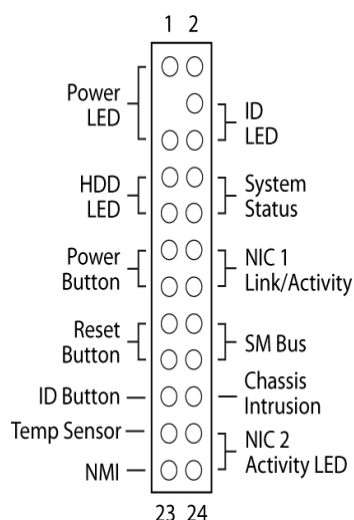 1 2
Power
LED
ID
LED
HDD
LED
System
Status
Power
Button
NIC 1
Link/Activity
Reset
Button
SM Bus
ID Button
Chassis
Intrusion
Temp Sensor
NIC 2
Activity LED
NMI
23 24